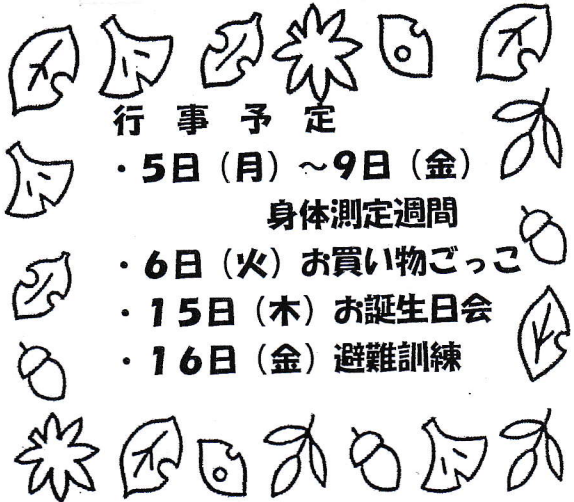 行事予定
・5日（月）～9日（金）
身体測定週間
・6日（火）お買い物ごっこ
・15日（木）お誕生日会
・16日（金）避難訓練